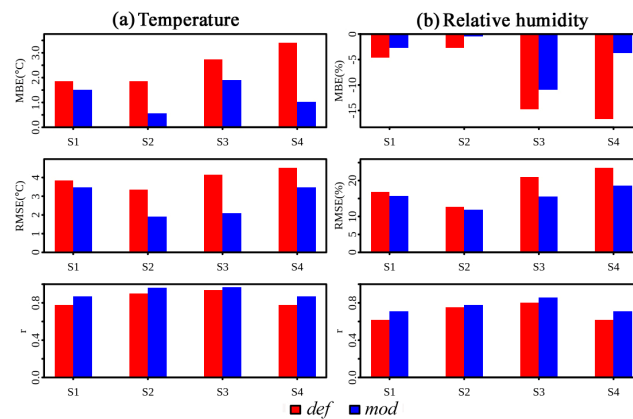 (a) Temperature
(b) Relative humidity
MBE(°C)
0.0
1.0
2.0
3.0
S1 S2 S3 S4
MBE(%)
-15
-10
-5
0
S1 S2 S3 S4
RMSE(°C)
0
1
2
3
4
S1 S2 S3 S4
RMSE(%)
0
5
10
20
S1 S2 S3 S4
r
0.0
0.4
0.8
S1 S2 S3 S4
r
0.0
0.4
0.8
S1 S2 S3 S4
def mod